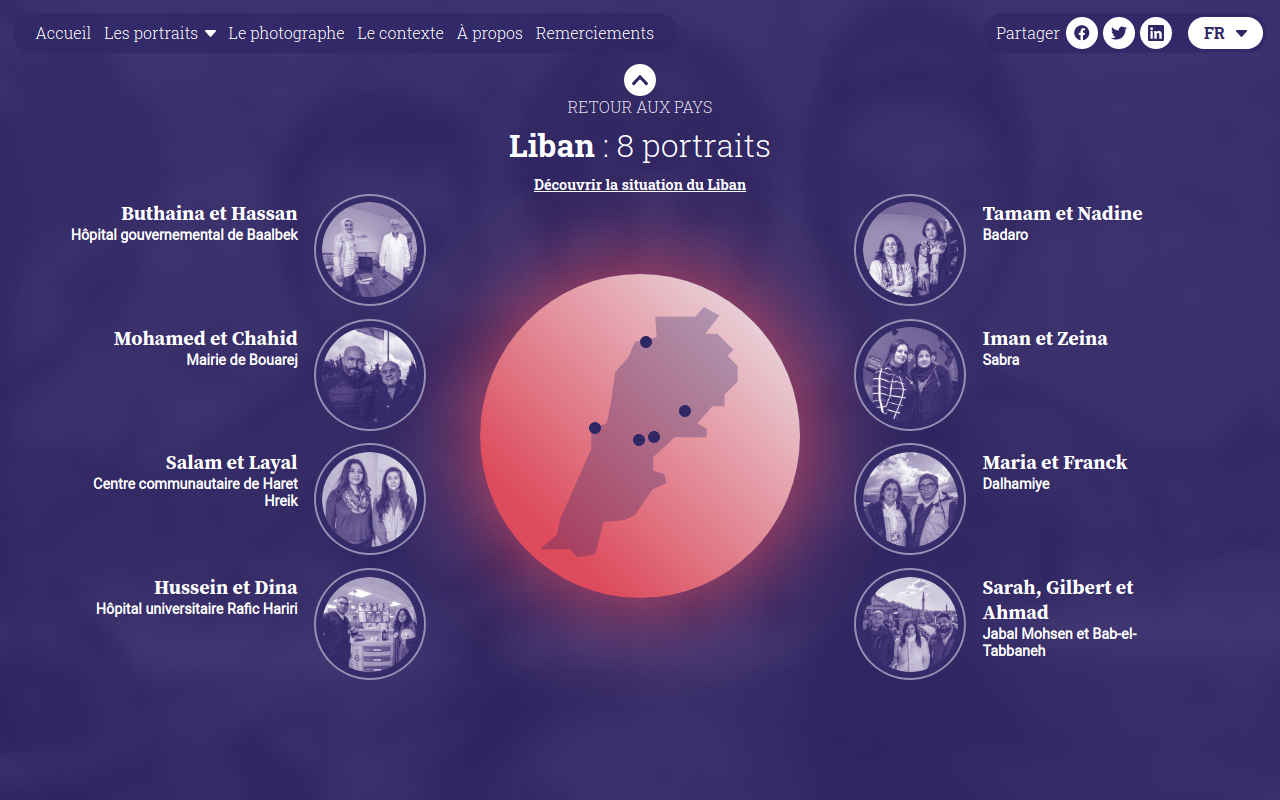 Accueil Les portraits Le photographe Le contexte À propos Remerciements
Partager FR
RETOUR AUX PAYS
Liban : 8 portraits
Découvrir la situation du Liban
Buthaina et Hassan
Hôpital gouvernemental de Baalbek
Mohamed et Chahid
Mairie de Bouarej
Salam et Layal
Centre communautaire de Haret
Hreik
Hussein et Dina
Hôpital universitaire Rafic Hariri
Tamam et Nadine
Badaro
Iman et Zeina
Sabra
Maria et Franck
Dalhamiye
Sarah, Gilbert et
Ahmad
Jabal Mohsen et Bab-el-
Tabbaneh